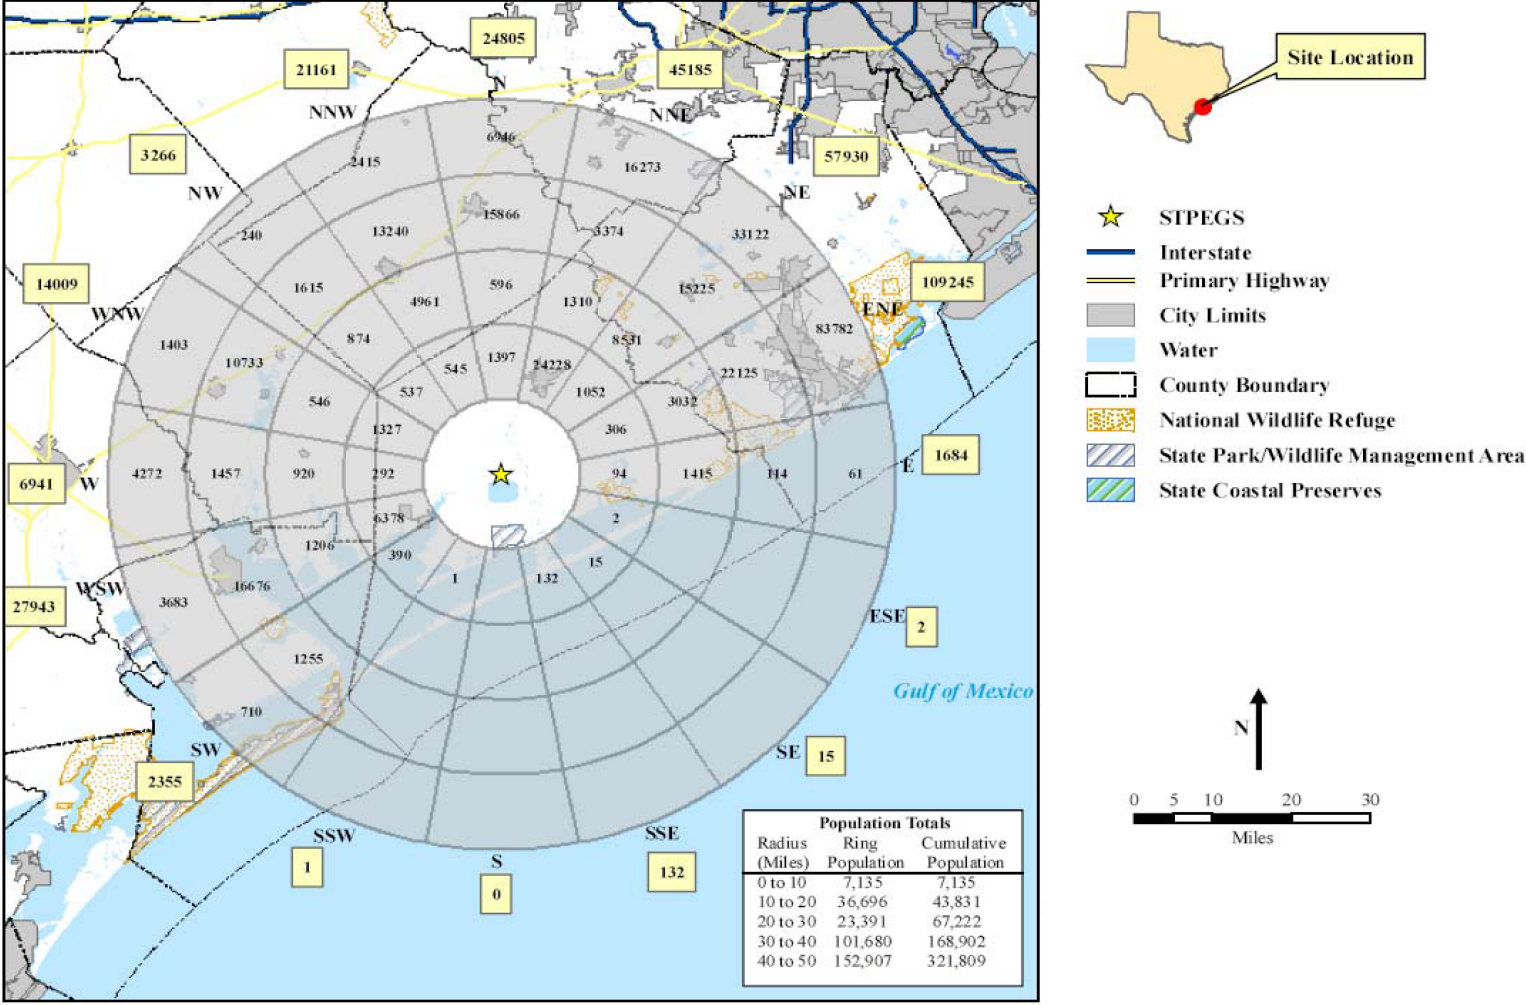 24805
21161
45185
N
NNW
NNE
6946
3266
2415
16273
57930
NW
NE
240
13240
15866
3374
33122
14009
1615
4961
596
1310
15225
109245
WNW
ENE
1403
10733
874
545
1397
24228
8531
83782
546
537
1052
3032
22125
1327
306
6941
W
4272
1457
920
292
94
1415
114
61
E
1684
6378
2
1206
390
1
132
15
27943
WSW
3683
16676
ESE
2
1255
710
SW
2355
Gulf of Mexico
SE
15
SSW
1
S
0
SSE
132
Population Totals
Radius Ring Cumulative
(Miles) Population Population
0 to 10 7,135 7,135
10 to 20 36,696 43,831
20 to 30 23,391 67,222
30 to 40 101,680 168,902
40 to 50 152,907 321,809
Site Location
STPEGS
Interstate
Primary Highway
City Limits
Water
County Boundary
National Wildlife Refuge
State Park/Wildlife Management Area
State Coastal Preserves
N
0 5 10 20 30
Miles